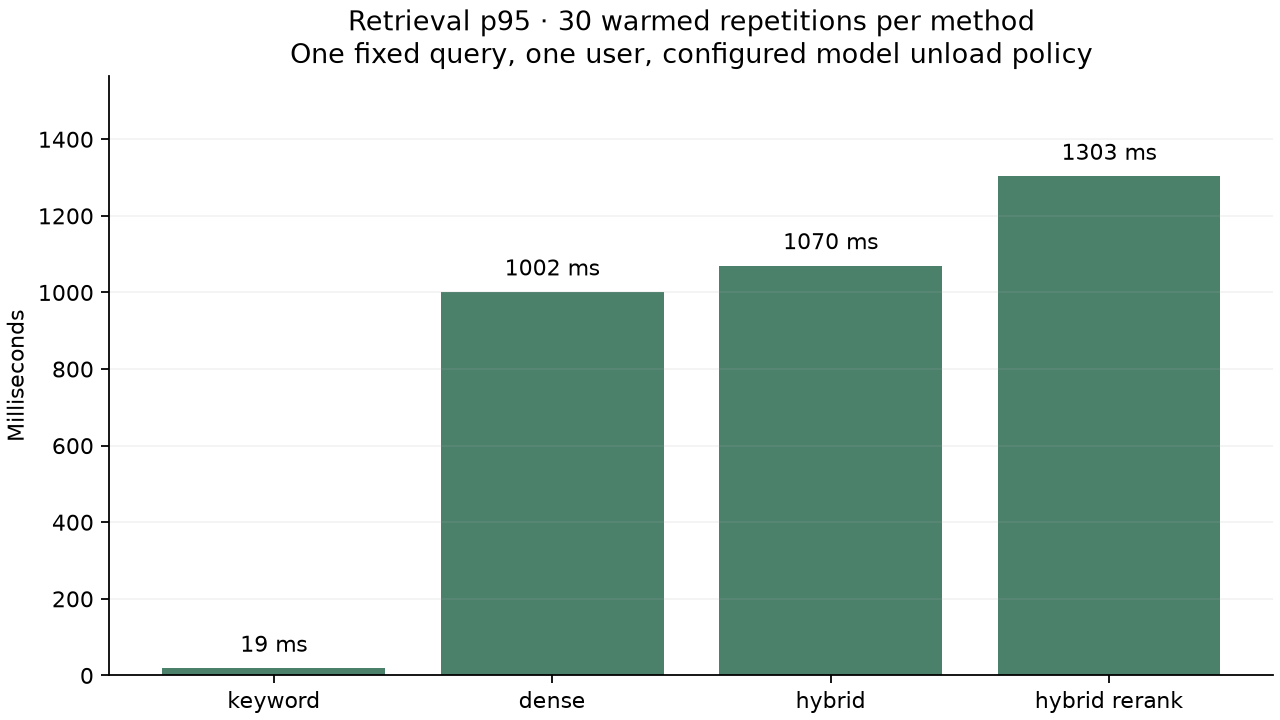 Retrieval p95 · 30 warmed repetitions per method
One fixed query, one user, configured model unload policy
Milliseconds
1400
1200
1000
800
600
400
200
0
19 ms
1002 ms
1070 ms
1303 ms
keyword
dense
hybrid
hybrid rerank